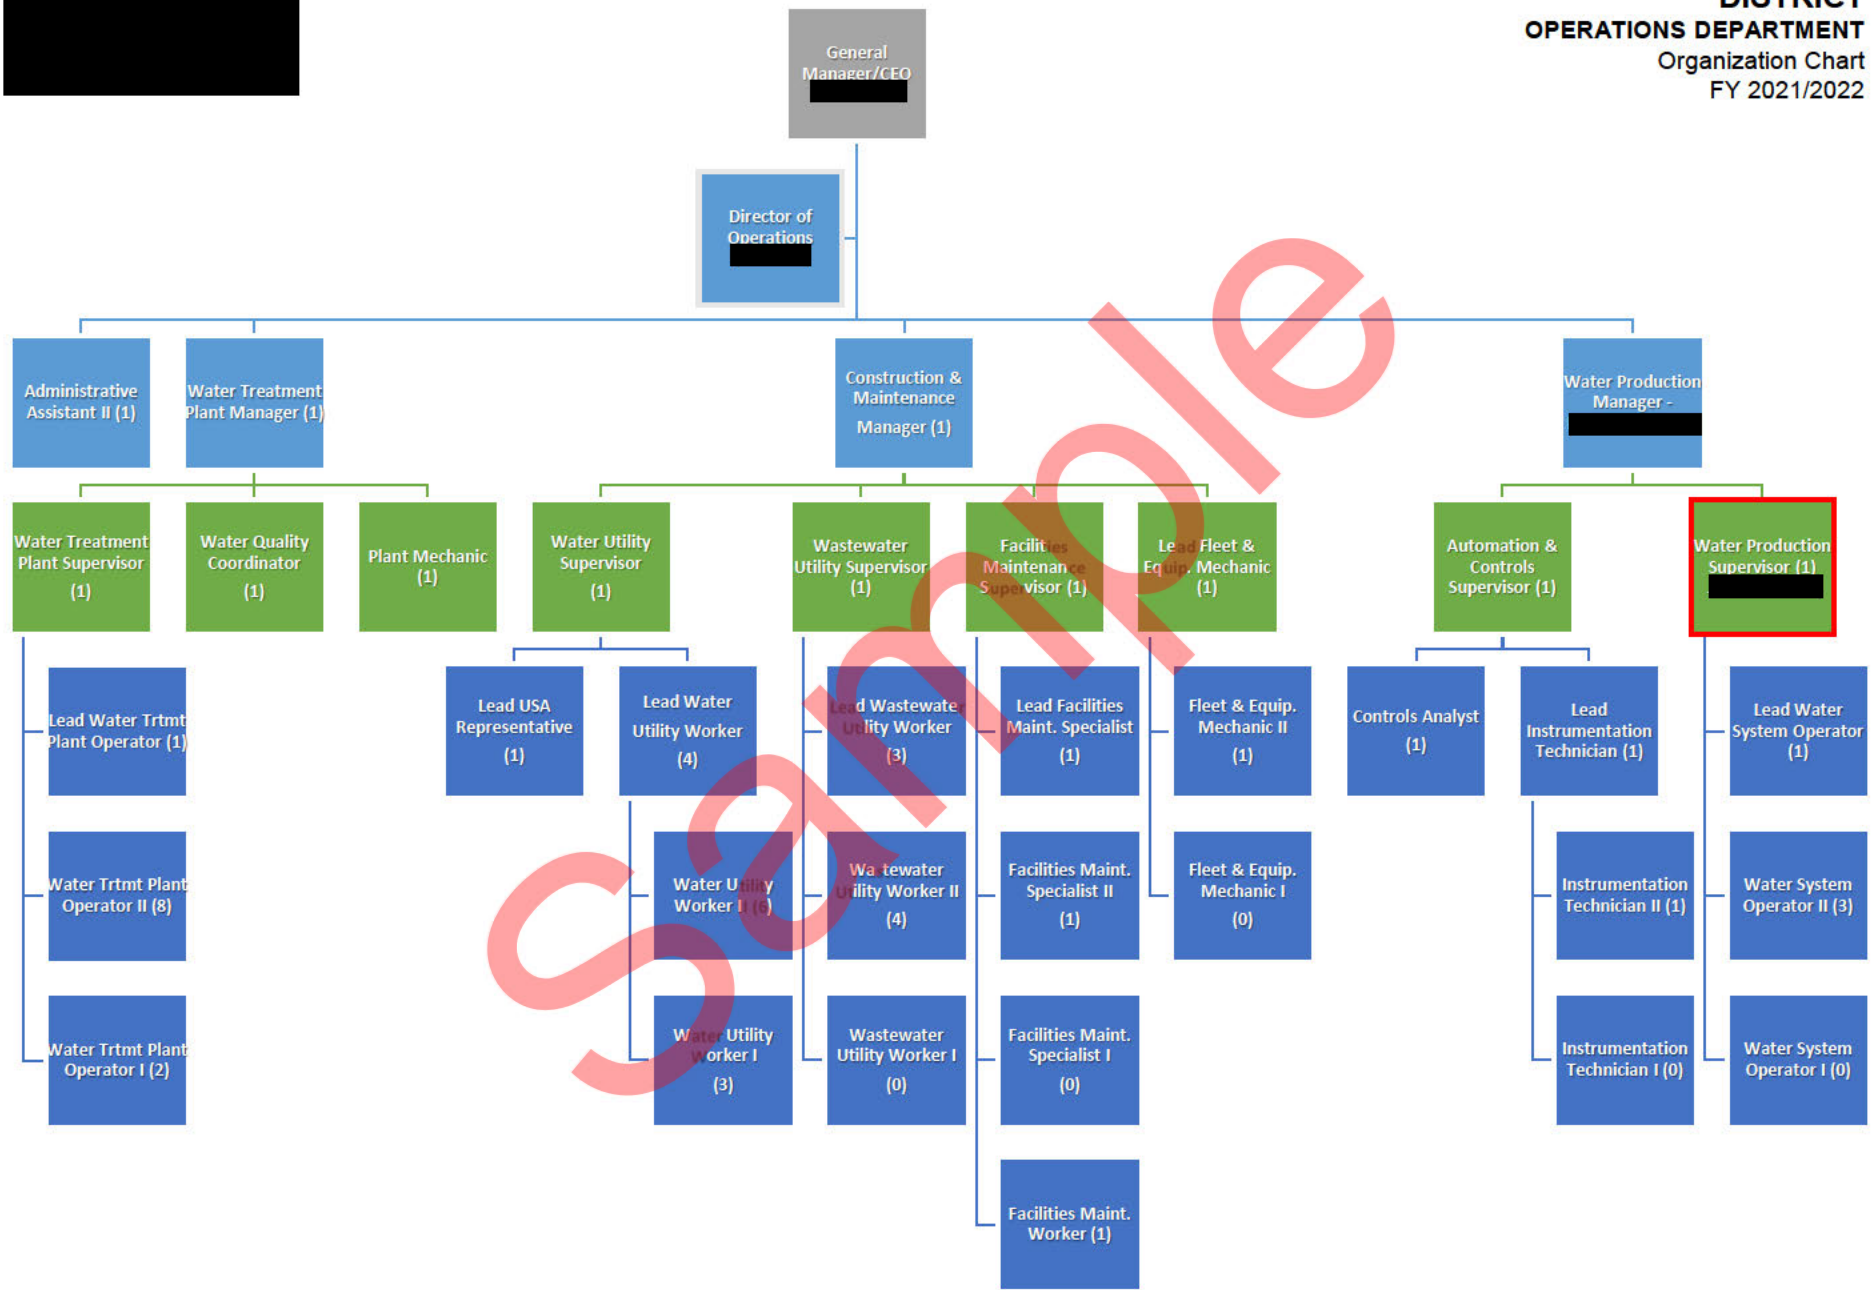 DISTRICT
OPERATIONS DEPARTMENT
Organization Chart
FY 2021/2022
General
Manager/CEO
Director of
Operations
Administrative
Assistant II (1)
Water Treatment
Plant Manager (1)
Construction &
Maintenance
Manager (1)
Water Production
Manager -
Water Treatment
Plant Supervisor
(1)
Water Quality
Coordinator
(1)
Plant Mechanic
(1)
Water Utility
Supervisor
(1)
Wastewater
Utility Supervisor
(1)
Facilities
Maintenance
Supervisor (1)
Lead Fleet &
Equip. Mechanic
(1)
Automation &
Controls
Supervisor (1)
Water Production
Supervisor (1)
Lead Water Trtmt
Plant Operator (1)
Water Trtmt Plant
Operator II (8)
Water Trtmt Plant
Operator I (2)
Lead USA
Representative
(1)
Lead Water
Utility Worker
(4)
Water Utility
Worker II (6)
Water Utility
Worker I
(3)
Lead Wastewater
Utility Worker
(3)
Wastewater
Utility Worker II
(4)
Wastewater
Utility Worker I
(0)
Lead Facilities
Maint. Specialist
(1)
Facilities Maint.
Specialist II
(1)
Facilities Maint.
Specialist I
(0)
Facilities Maint.
Worker (1)
Fleet & Equip.
Mechanic II
(1)
Fleet & Equip.
Mechanic I
(0)
Controls Analyst
(1)
Lead
Instrumentation
Technician (1)
Instrumentation
Technician II (1)
Instrumentation
Technician I (0)
Lead Water
System Operator
(1)
Water System
Operator II (3)
Water System
Operator I (0)
Sample